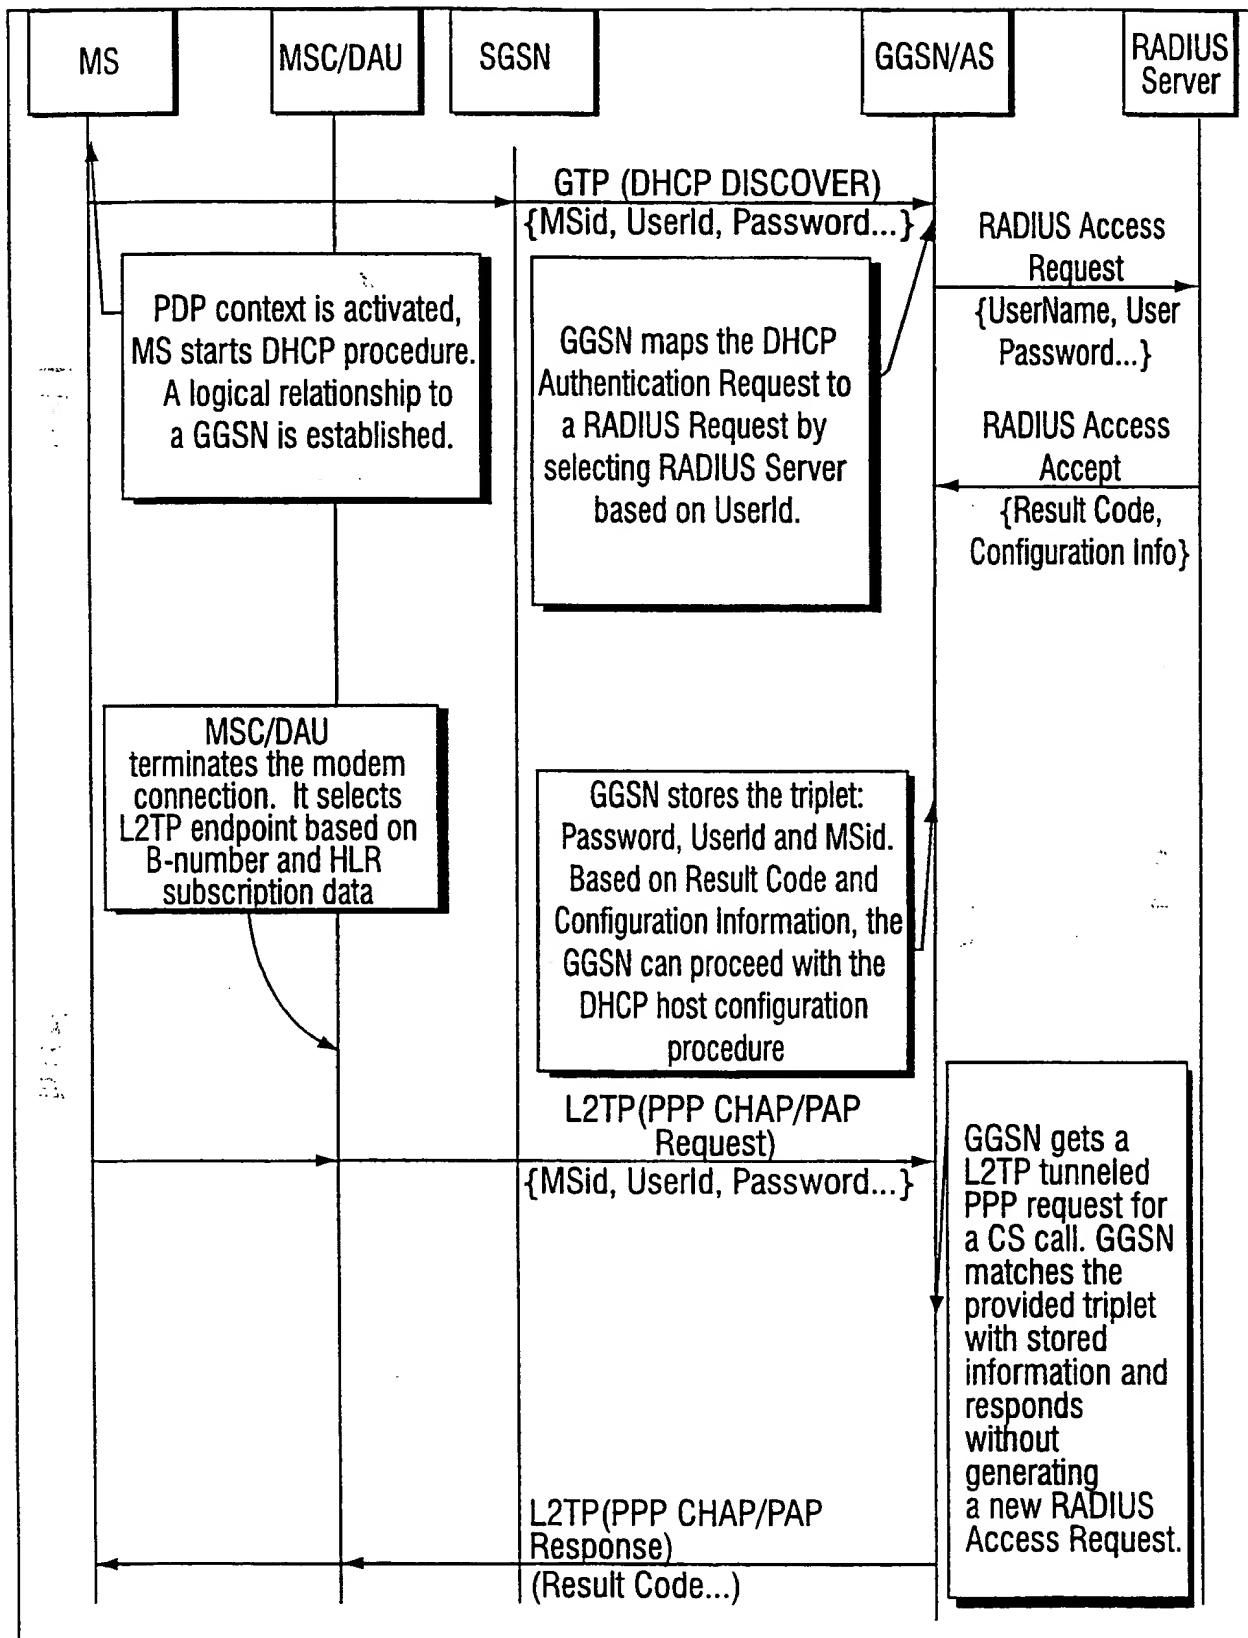 MS
MSC/DAU
SGSN
GGSN/AS
RADIUS
Server
GTP (DHCP DISCOVER)
{MSid, UserId, Password...}
RADIUS Access
Request
{UserName, User
Password...}
PDP context is activated,
MS starts DHCP procedure.
A logical relationship to
a GGSN is established.
GGSN maps the DHCP
Authentication Request to
a RADIUS Request by
selecting RADIUS Server
based on UserId.
RADIUS Access
Accept
{Result Code,
Configuration Info}
MSC/DAU
terminates the modem
connection. It selects
L2TP endpoint based on
B-number and HLR
subscription data
GGSN stores the triplet:
Password, UserId and MSid.
Based on Result Code and
Configuration Information, the
GGSN can proceed with the
DHCP host configuration
procedure
L2TP(PPP CHAP/PAP
Request)
{MSid, UserId, Password...}
GGSN gets a
L2TP tunneled
PPP request for
a CS call. GGSN
matches the
provided triplet
with stored
information and
responds
without
generating
a new RADIUS
Access Request.
L2TP(PPP CHAP/PAP
Response)
(Result Code...)